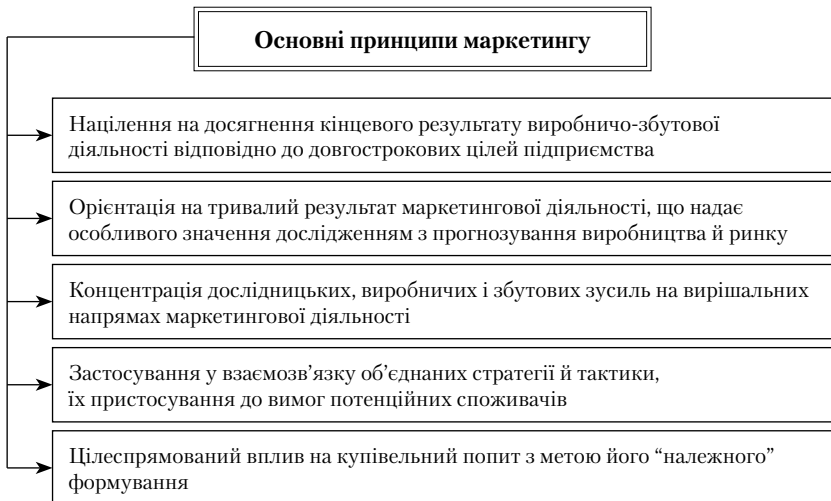 Основні принципи маркетингу
Націлення на досягнення кінцевого результату виробничо-збутової
діяльності відповідно до довгострокових цілей підприємства
Орієнтація на тривалий результат маркетингової діяльності, що надає
особливого значення дослідженням з прогнозування виробництва й ринку
Концентрація дослідницьких, виробничих і збутових зусиль на вирішальних
напрямах маркетингової діяльності
Застосування у взаємозв’язку об’єднаних стратегії й тактики,
їх пристосування до вимог потенційних споживачів
Цілеспрямований вплив на купівельний попит з метою його “належного”
формування